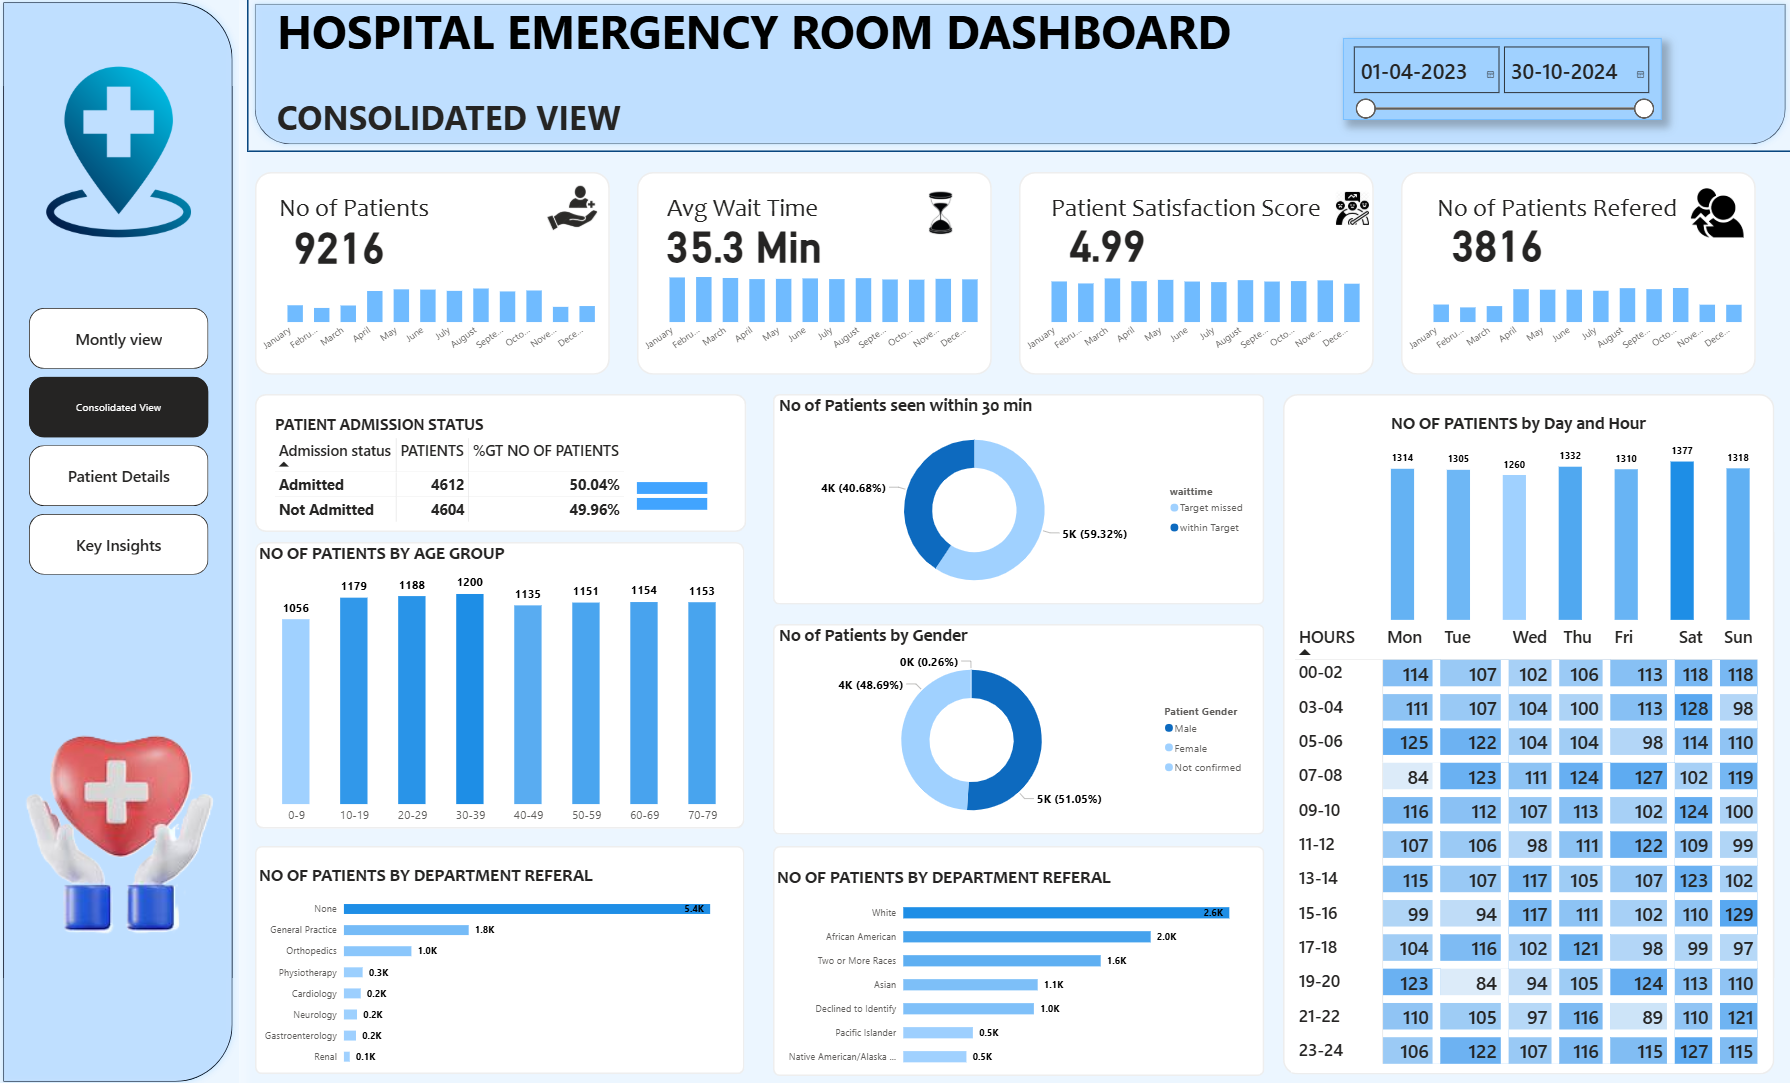 HOSPITAL EMERGENCY ROOM DASHBOARD
CONSOLIDATED VIEW
01-04-2023 30-10-2024
Montly view
Consolidated View
Patient Details
Key Insights
No of Patients
9216
January Febru... March April May June July August Septe... Octo... Nove... Dece...
Avg Wait Time
35.3 Min
January Febru... March April May June July August Septe... Octo... Nove... Dece...
Patient Satisfaction Score
4.99
January Febru... March April May June July August Septe... Octo... Nove... Dece...
No of Patients Refered
3816
January Febru... March April May June July August Septe... Octo... Nove... Dece...
PATIENT ADMISSION STATUS
Admission status PATIENTS %GT NO OF PATIENTS
Admitted 4612 50.04%
Not Admitted 4604 49.96%
NO OF PATIENTS BY AGE GROUP
1056 1179 1188 1200 1135 1151 1154 1153
0-9 10-19 20-29 30-39 40-49 50-59 60-69 70-79
NO OF PATIENTS BY DEPARTMENT REFERAL
None 5.4K
General Practice 1.8K
Orthopedics 1.0K
Physiotherapy 0.3K
Cardiology 0.2K
Neurology 0.2K
Gastroenterology 0.2K
Renal 0.1K
No of Patients seen within 30 min
4K (40.68%)
5K (59.32%)
waittime
Target missed
within Target
No of Patients by Gender
0K (0.26%)
4K (48.69%)
5K (51.05%)
Patient Gender
Male
Female
Not confirmed
NO OF PATIENTS BY DEPARTMENT REFERAL
White 2.6K
African American 2.0K
Two or More Races 1.6K
Asian 1.1K
Declined to Identify 1.0K
Pacific Islander 0.5K
Native American/Alaska ... 0.5K
NO OF PATIENTS by Day and Hour
1314 1305 1260 1332 1310 1377 1318
HOURS Mon Tue Wed Thu Fri Sat Sun
00-02 114 107 102 106 113 118 118
03-04 111 107 104 100 113 128 98
05-06 125 122 104 104 98 114 110
07-08 84 123 111 124 127 102 119
09-10 116 112 107 113 102 124 100
11-12 107 106 98 111 122 109 99
13-14 115 107 117 105 107 123 102
15-16 99 94 117 111 102 110 129
17-18 104 116 102 121 98 99 97
19-20 123 84 94 105 124 113 110
21-22 110 105 97 116 89 110 121
23-24 106 122 107 116 115 127 115